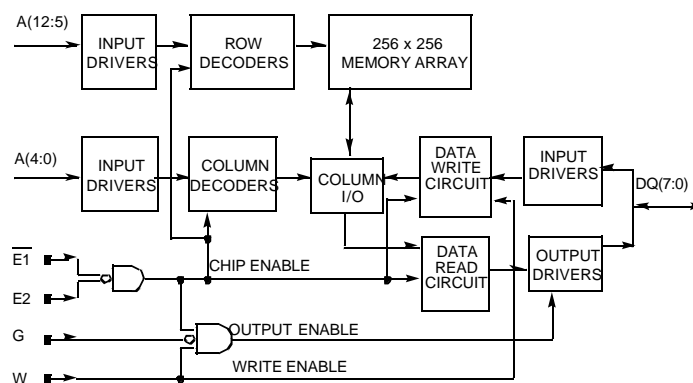 A(12:5)
INPUT
DRIVERS
ROW
DECODERS
256 x 256
MEMORY ARRAY
A(4:0)
INPUT
DRIVERS
COLUMN
DECODERS
COLUMN
I/O
DATA
WRITE
CIRCUIT
INPUT
DRIVERS
DQ(7:0)
DATA
READ
CIRCUIT
OUTPUT
DRIVERS
E1
E2
CHIP ENABLE
G
OUTPUT ENABLE
W
WRITE ENABLE